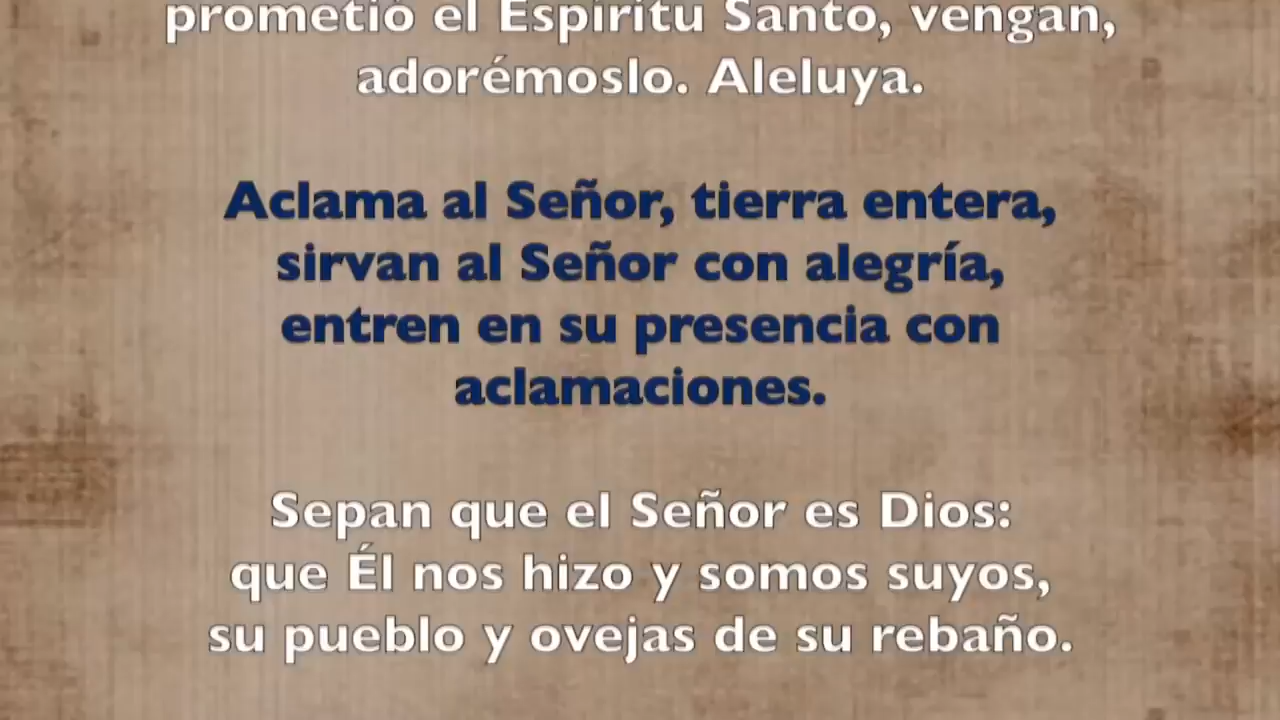 prometió el Espíritu Santo, vengan,
adorémoslo. Aleluya.
Aclama al Señor, tierra entera,
sirvan al Señor con alegría,
entren en su presencia con
aclamaciones.
Sepan que el Señor es Dios:
que Él nos hizo y somos suyos,
su pueblo y ovejas de su rebaño.